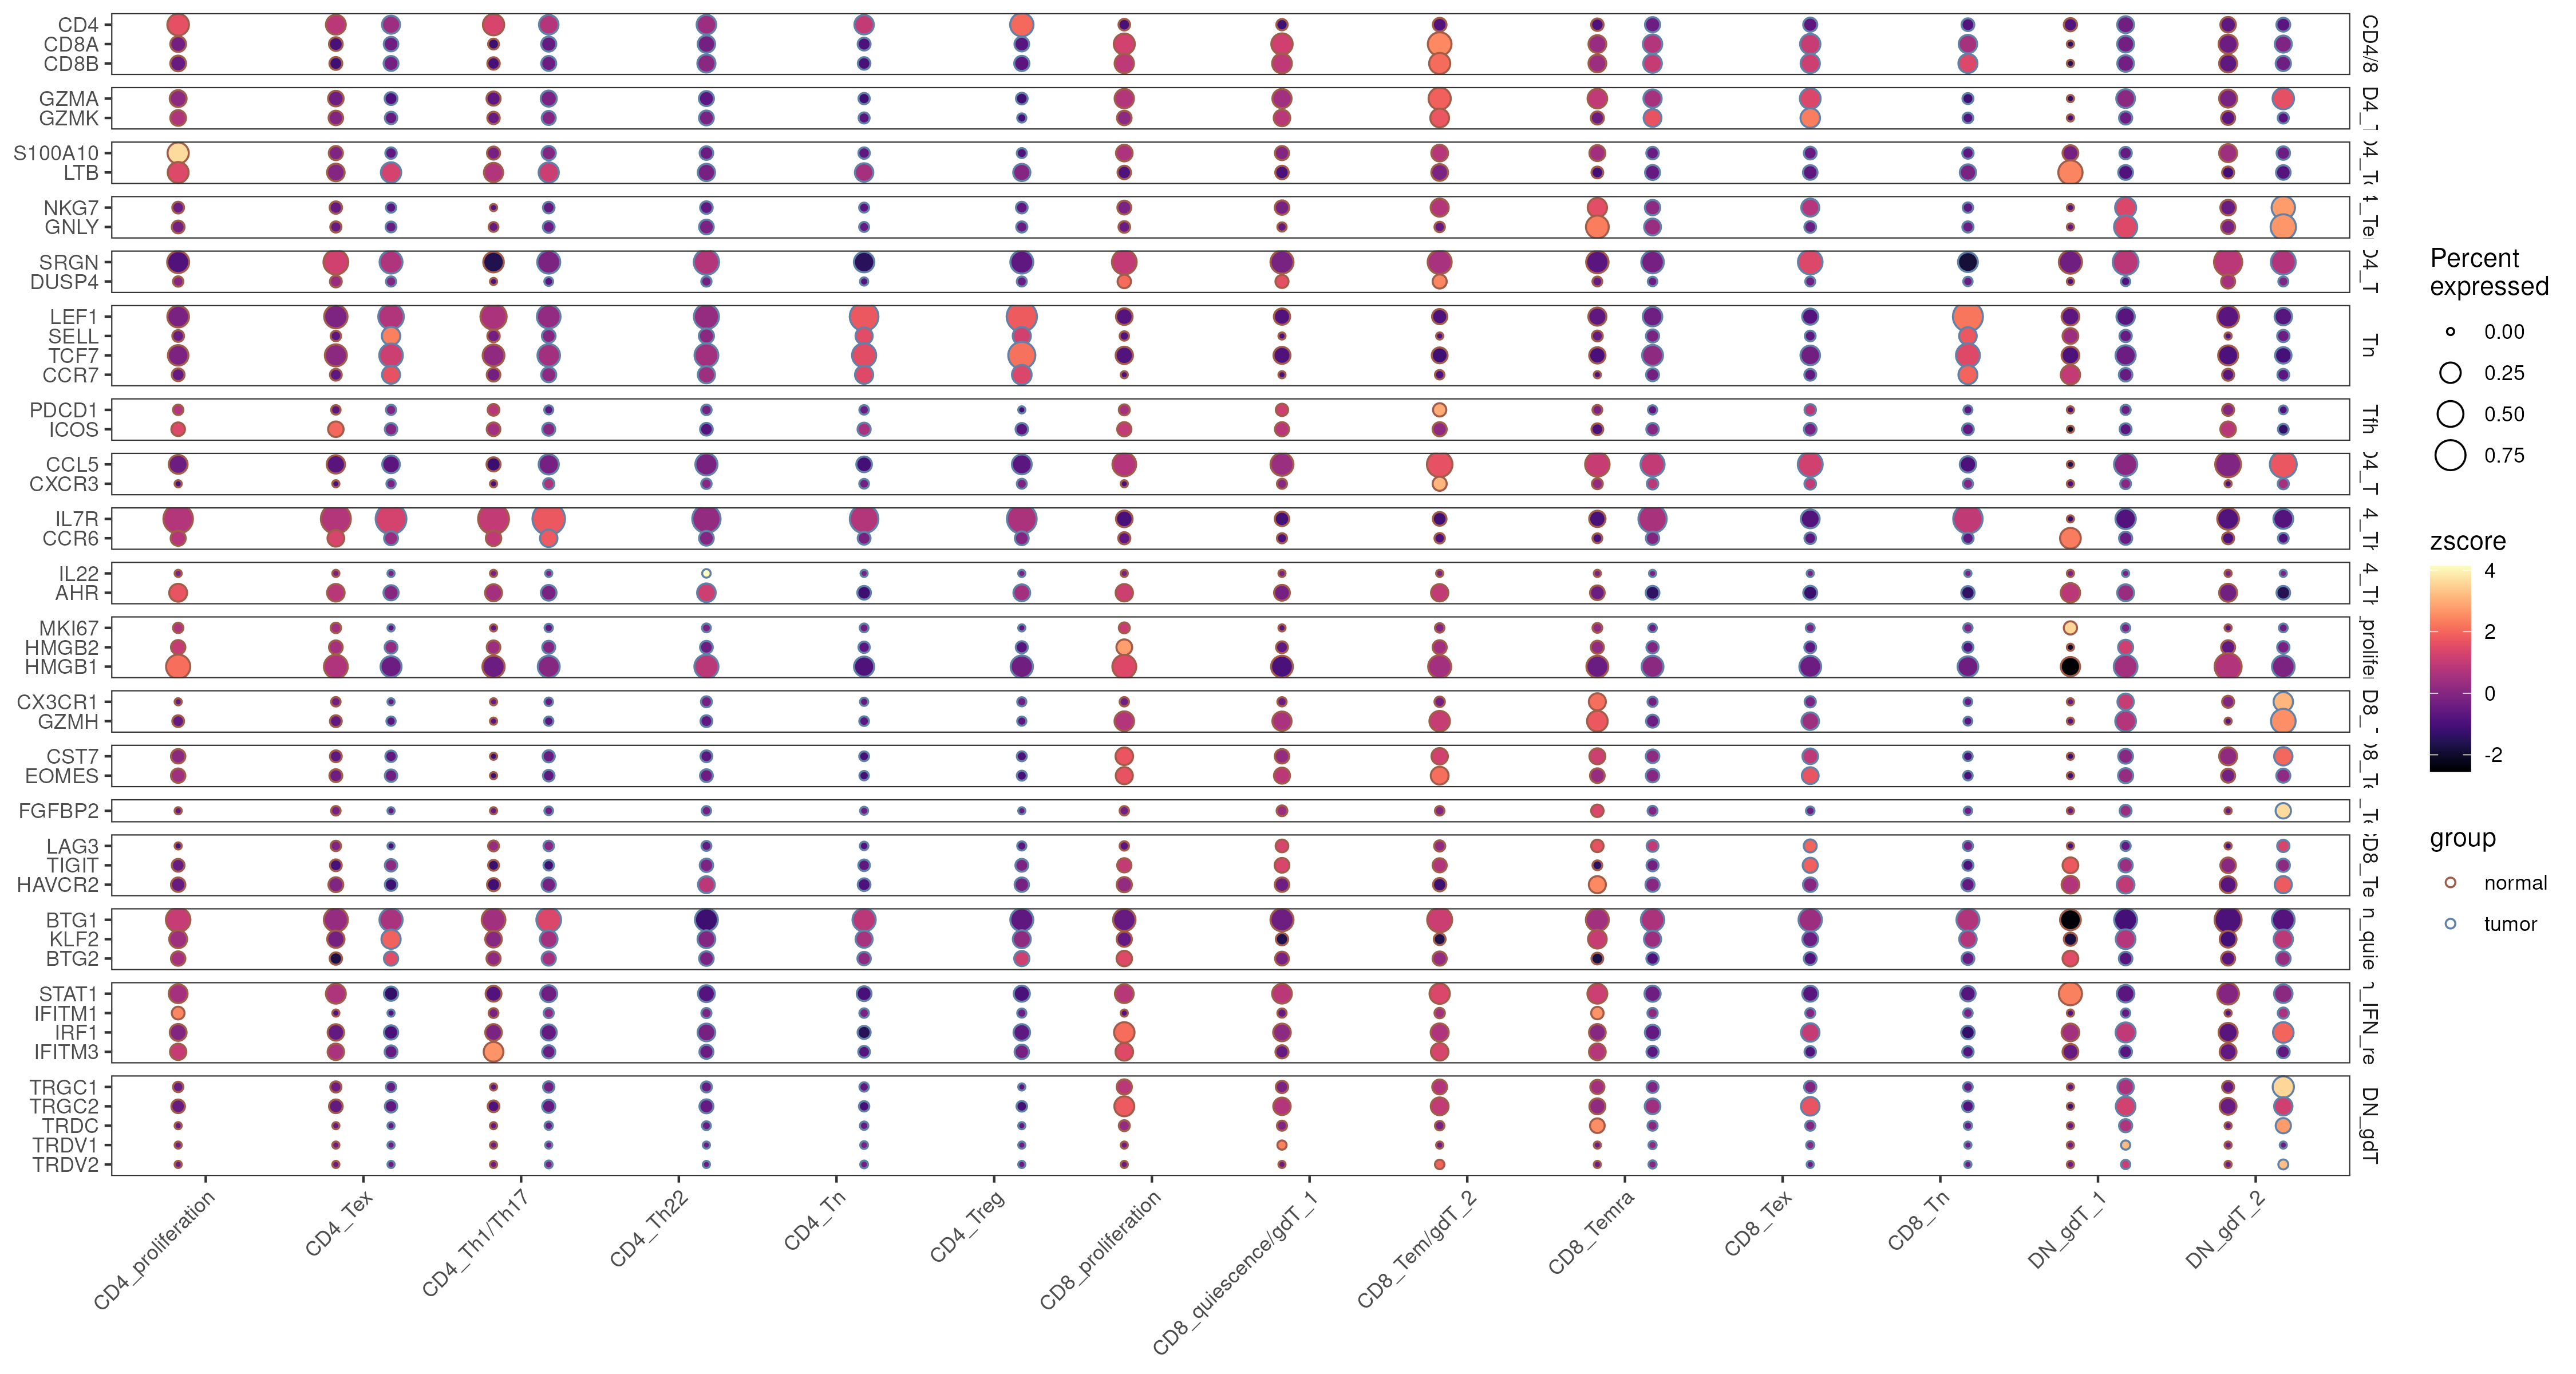 CD4
CD8A
CD8B
CD4/8
GZMA
GZMK
S100A10
LTB
NKG7
GNLY
SRGN
DUSP4
LEF1
SELL
TCF7
CCR7
Tn
PDCD1
ICOS
Tfh
CCL5
CXCR3
IL7R
CCR6
IL22
AHR
MKI67
HMGB2
HMGB1
CX3CR1
GZMH
CST7
EOMES
FGFBP2
LAG3
TIGIT
HAVCR2
BTG1
KLF2
BTG2
STAT1
IFITM1
IRF1
IFITM3
TRGC1
TRGC2
TRDC
TRDV1
TRDV2
DN_gdT
CD4_proliferation
CD4_Tex
CD4_Th1/Th17
CD4_Th22
CD4_Tn
CD4_Treg
CD8_proliferation
CD8_quiescence/gdT_1
CD8_Tem/gdT_2
CD8_Temra
CD8_Tex
CD8_Tn
DN_gdT_1
DN_gdT_2
Percent
expressed
0.00
0.25
0.50
0.75
zscore
4
2
0
-2
group
normal
tumor